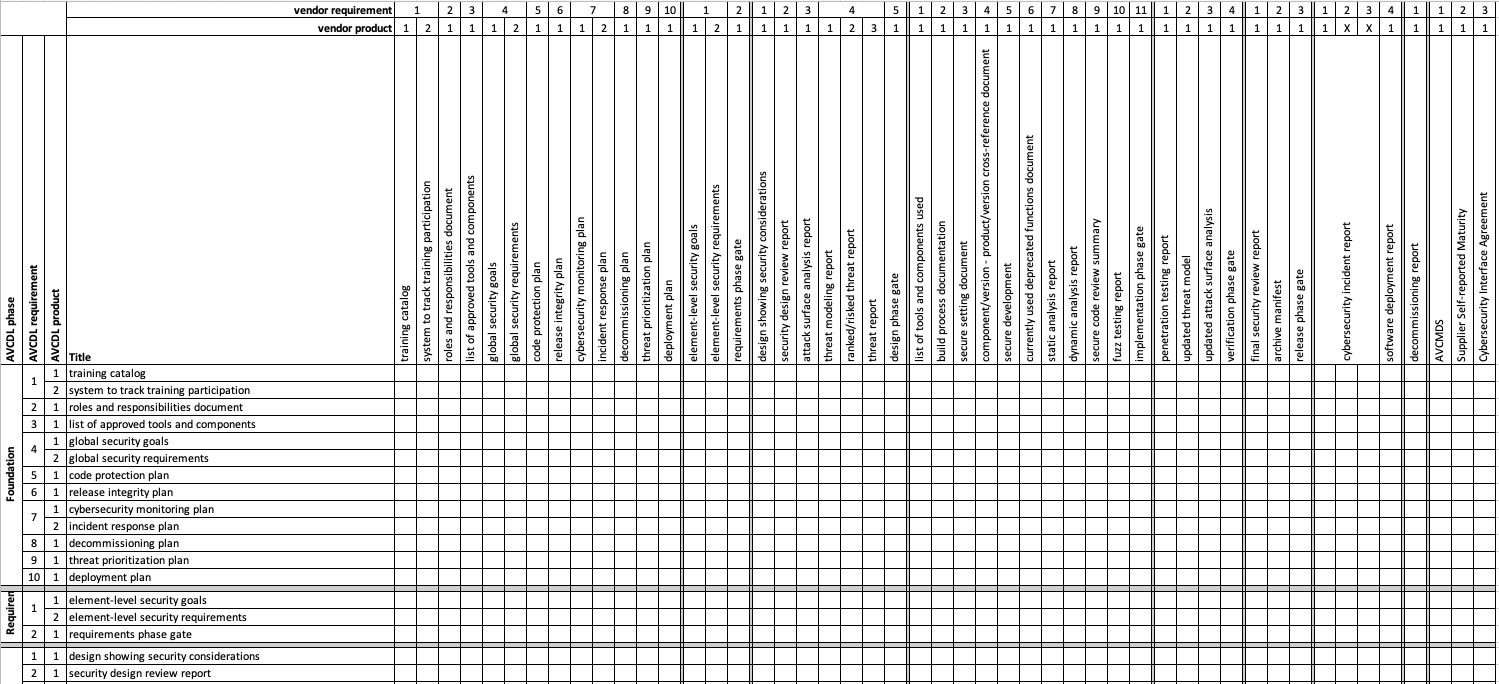 vendor requirement 1 2 3 4 5 6 7 8 9 10 1 2 1 2 3 4 5 1 2 3 4 5 6 7 8 9 10 11 1 2 3 4 1 2 3 1 2 3 4 1 1 2 3
vendor product 1 2 1 1 1 2 1 1 1 2 1 1 1 1 2 1 1 1 1 1 2 3 1 1 1 1 1 1 1 1 1 1 1 1 1 1 1 1 1 1 1 1 X X 1 1 1 1 1
AVCDL phase
AVCDL requirement
AVCDL product
Title
training catalog
system to track training participation
roles and responsibilities document
list of approved tools and components
global security goals
global security requirements
code protection plan
release integrity plan
cybersecurity monitoring plan
incident response plan
decommissioning plan
threat prioritization plan
deployment plan
element-level security goals
element-level security requirements
requirements phase gate
design showing security considerations
security design review report
attack surface analysis report
threat modeling report
ranked/risked threat report
threat report
design phase gate
list of tools and components used
build process documentation
secure setting document
component/version - product/version cross-reference document
secure development
currently used deprecated functions document
static analysis report
dynamic analysis report
secure code review summary
fuzz testing report
implementation phase gate
penetration testing report
updated threat model
updated attack surface analysis
verification phase gate
final security review report
archive manifest
release phase gate
cybersecurity incident report
software deployment report
decommissioning report
AVCMDS
Supplier Self-reported Maturity
Cybersecurity Interface Agreement
Foundation
1 1 training catalog
2 system to track training participation
2 1 roles and responsibilities document
3 1 list of approved tools and components
4 1 global security goals
2 global security requirements
5 1 code protection plan
6 1 release integrity plan
7 1 cybersecurity monitoring plan
2 incident response plan
8 1 decommissioning plan
9 1 threat prioritization plan
10 1 deployment plan
Requiren
1 1 element-level security goals
2 element-level security requirements
2 1 requirements phase gate
1 1 design showing security considerations
2 1 security design review report